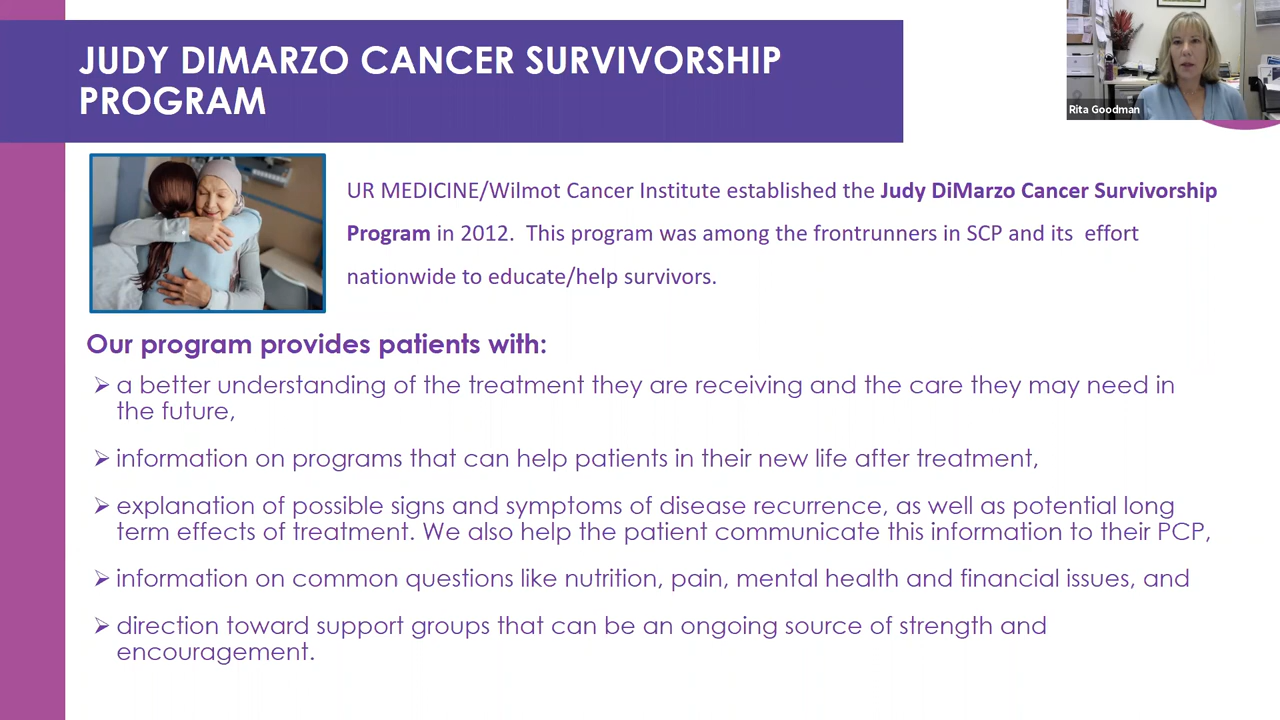 JUDY DIMARZO CANCER SURVIVORSHIP
PROGRAM
Rita Goodman
UR MEDICINE/Wilmot Cancer Institute established the Judy DiMarzo Cancer Survivorship
Program in 2012.  This program was among the frontrunners in SCP and its  effort
nationwide to educate/help survivors.
Our program provides patients with:
➢ a better understanding of the treatment they are receiving and the care they may need in
the future,
➢ information on programs that can help patients in their new life after treatment,
➢ explanation of possible signs and symptoms of disease recurrence, as well as potential long
term effects of treatment. We also help the patient communicate this information to their PCP,
➢ information on common questions like nutrition, pain, mental health and financial issues, and
➢ direction toward support groups that can be an ongoing source of strength and
encouragement.